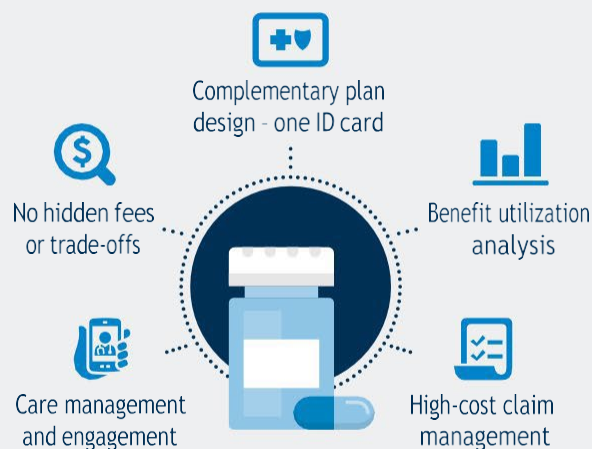 Complementary plan
design - one ID card
No hidden fees
or trade-offs
Benefit utilization
analysis
Care management
and engagement
High-cost claim
management